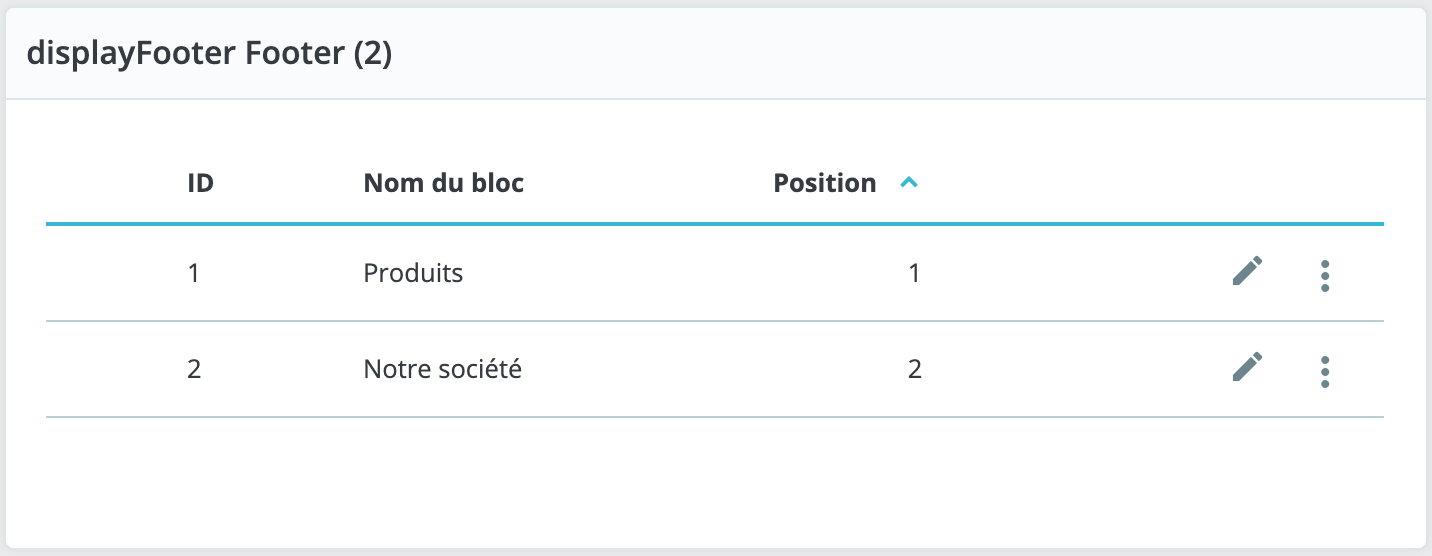 displayFooter Footer (2)
ID Nom du bloc Position
1 Produits 1
2 Notre société 2